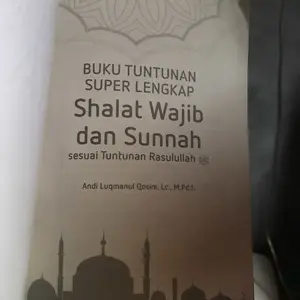 BUKU TUNTUNAN
SUPER LENGKAP
Shalat Wajib
dan Sunnah
sesuai Tuntunan Rasulullah ﷺ
Andi Luqmanul Qosim, Lc., M.Pd.I.